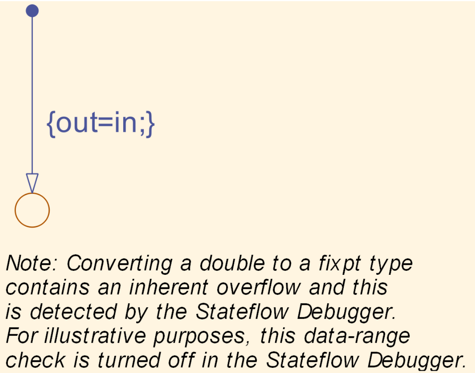 {out=in;}
Note: Converting a double to a fixpt type
contains an inherent overflow and this
is detected by the Stateflow Debugger.
For illustrative purposes, this data-range
check is turned off in the Stateflow Debugger.